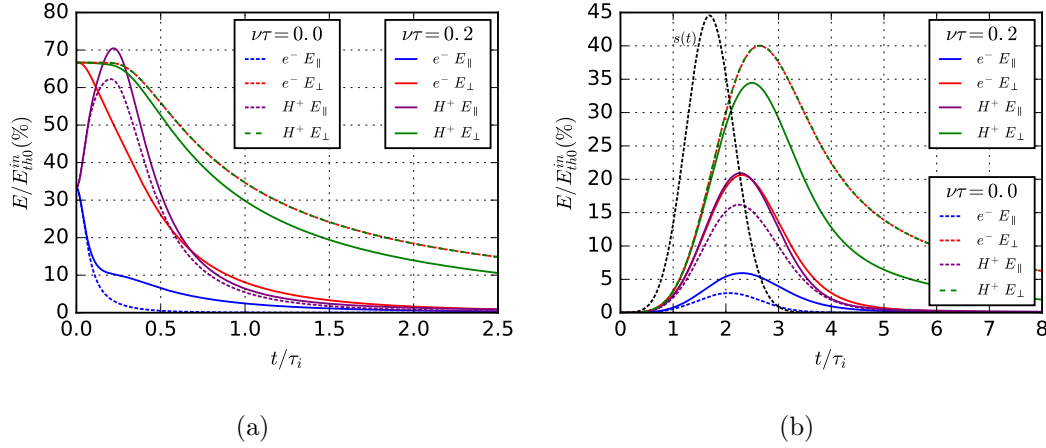 80
70
60
50
40
30
20
10
0
E/E_{th0}^{in}(%)
0.0 0.5 1.0 1.5 2.0 2.5
t/τ_i
ντ=0.0
e⁻ E_∥
e⁻ E_⊥
H⁺ E_∥
H⁺ E_⊥
ντ=0.2
e⁻ E_∥
e⁻ E_⊥
H⁺ E_∥
H⁺ E_⊥
(a)
45
40
35
30
25
20
15
10
5
0
E/E_{th0}^{in}(%)
0 1 2 3 4 5 6 7 8
t/τ_i
s(t)
ντ=0.2
e⁻ E_∥
e⁻ E_⊥
H⁺ E_∥
H⁺ E_⊥
ντ=0.0
e⁻ E_∥
e⁻ E_⊥
H⁺ E_∥
H⁺ E_⊥
(b)